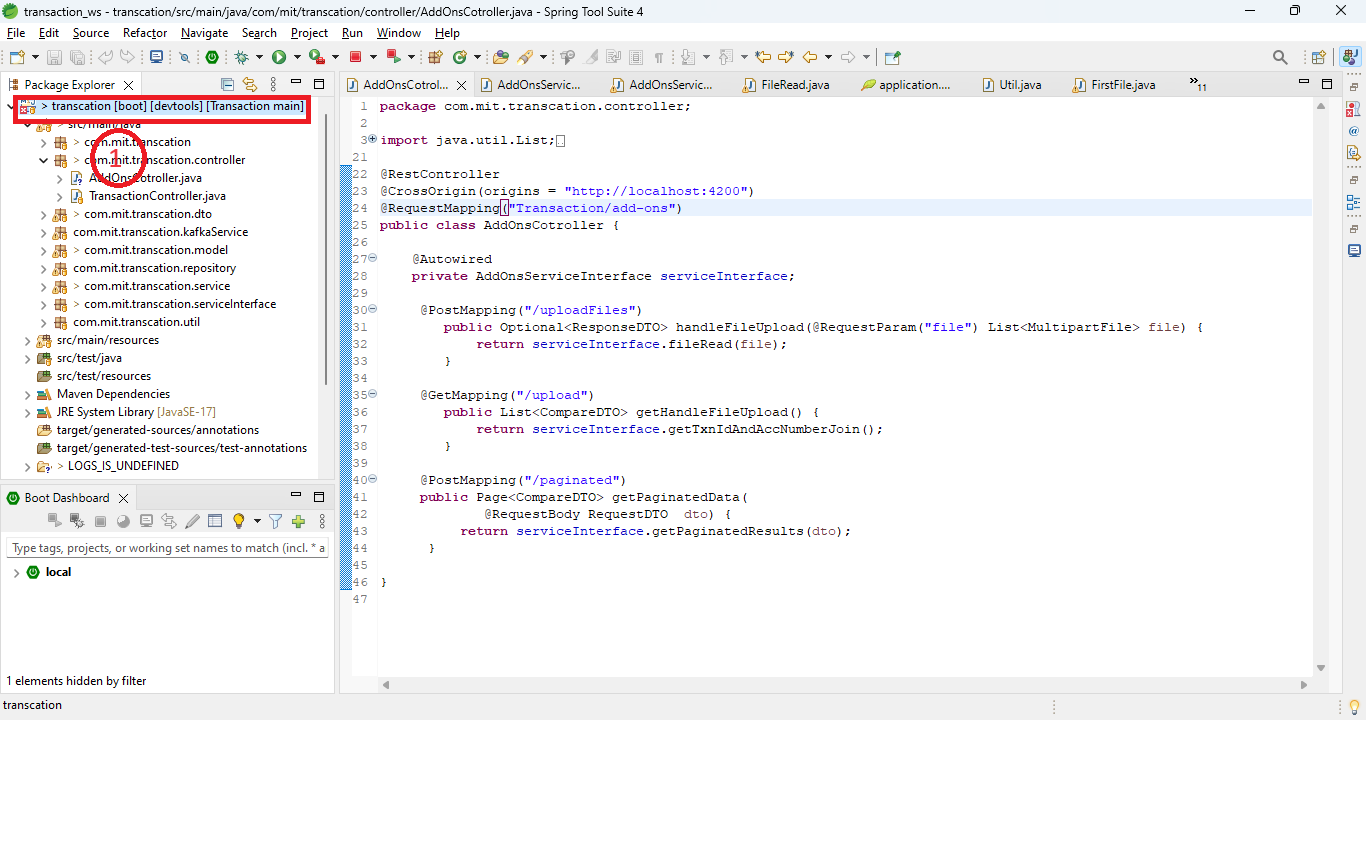 transaction_ws - transcation/src/main/java/com/mit/transcation/controller/AddOnsCotroller.java - Spring Tool Suite 4
File Edit Source Refactor Navigate Search Project Run Window Help
Package Explorer
> transcation [boot] [devtools] [Transaction main]
> src/main/java
> com.mit.transcation
> com.mit.transcation.controller
AddOnsCotroller.java
TransactionController.java
> com.mit.transcation.dto
com.mit.transcation.kafkaService
> com.mit.transcation.model
com.mit.transcation.repository
> com.mit.transcation.service
> com.mit.transcation.serviceInterface
com.mit.transcation.util
src/main/resources
src/test/java
src/test/resources
Maven Dependencies
JRE System Library [JavaSE-17]
target/generated-sources/annotations
target/generated-test-sources/test-annotations
> LOGS_IS_UNDEFINED
1
Boot Dashboard
Type tags, projects, or working set names to match (incl. * a
local
1 elements hidden by filter
AddOnsCotrol... AddOnsServic... AddOnsServic... FileRead.java application.... Util.java FirstFile.java »11
1 package com.mit.transcation.controller;
2
3 import java.util.List;
21
22 @RestController
23 @CrossOrigin(origins = "http://localhost:4200")
24 @RequestMapping("Transaction/add-ons")
25 public class AddOnsCotroller {
26
27 @Autowired
28 private AddOnsServiceInterface serviceInterface;
29
30 @PostMapping("/uploadFiles")
31 public Optional<ResponseDTO> handleFileUpload(@RequestParam("file") List<MultipartFile> file) {
32 return serviceInterface.fileRead(file);
33 }
34
35 @GetMapping("/upload")
36 public List<CompareDTO> getHandleFileUpload() {
37 return serviceInterface.getTxnIdAndAccNumberJoin();
38 }
39
40 @PostMapping("/paginated")
41 public Page<CompareDTO> getPaginatedData(
42 @RequestBody RequestDTO dto) {
43 return serviceInterface.getPaginatedResults(dto);
44 }
45
46 }
47
transcation